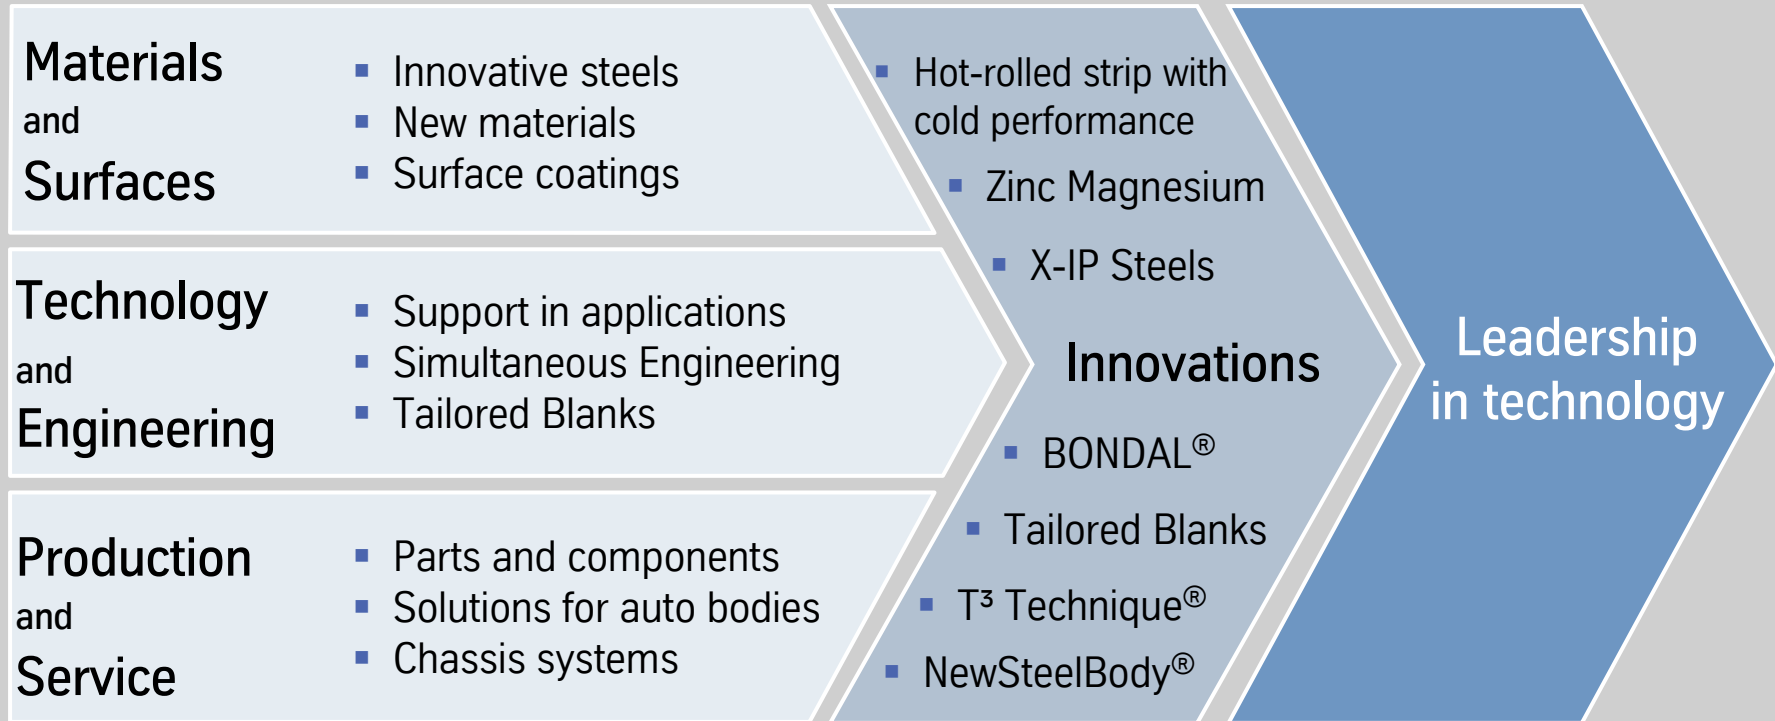 Materials
and
Surfaces
▪ Innovative steels
▪ New materials
▪ Surface coatings
Technology
and
Engineering
▪ Support in applications
▪ Simultaneous Engineering
▪ Tailored Blanks
Production
and
Service
▪ Parts and components
▪ Solutions for auto bodies
▪ Chassis systems
▪ Hot-rolled strip with
cold performance
▪ Zinc Magnesium
▪ X-IP Steels
Innovations
▪ BONDAL®
▪ Tailored Blanks
▪ T³ Technique®
▪ NewSteelBody®
Leadership
in technology